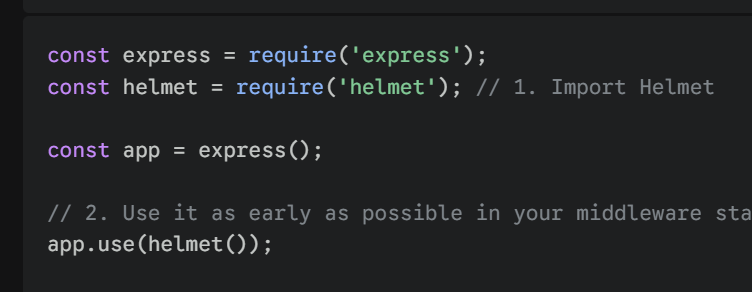 const express = require('express');
const helmet = require('helmet'); // 1. Import Helmet
const app = express();
// 2. Use it as early as possible in your middleware sta
app.use(helmet());